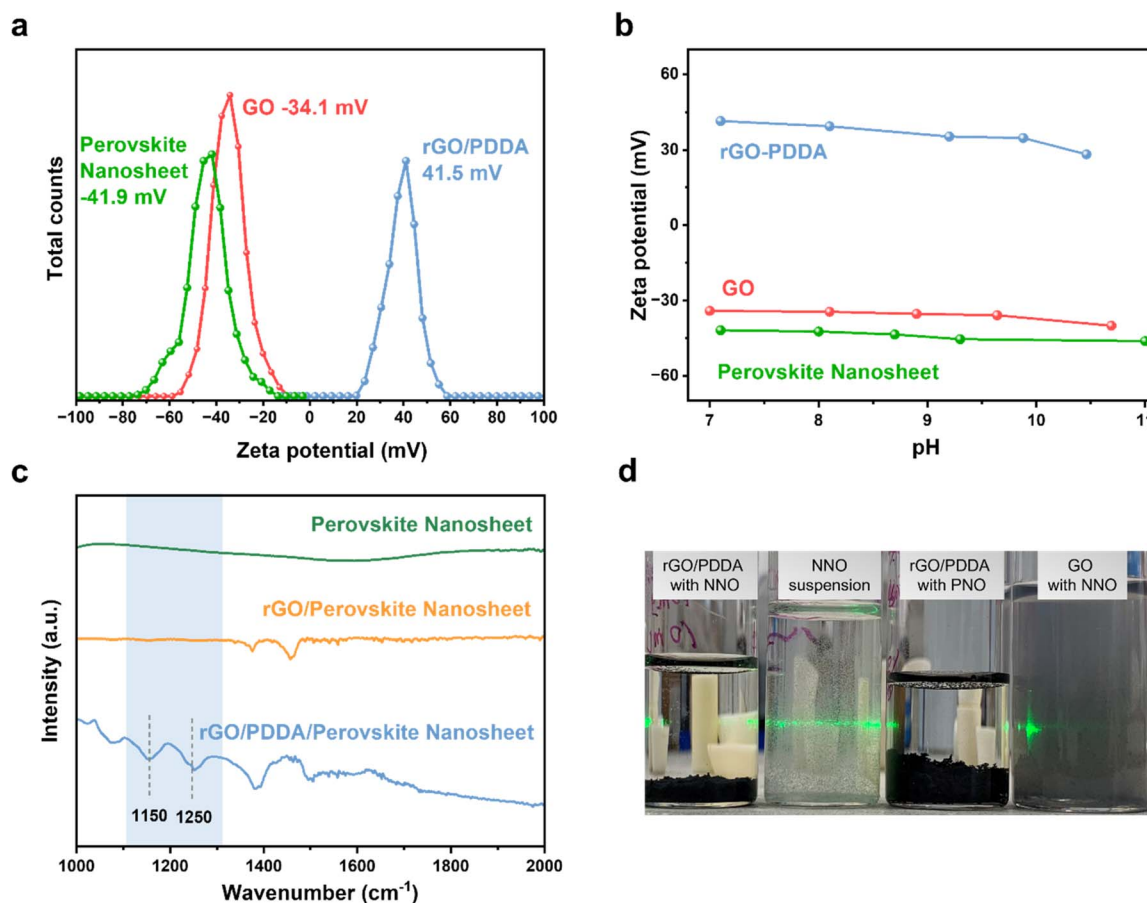 a
GO -34.1 mV
Perovskite
Nanosheet
-41.9 mV
rGO/PDDA
41.5 mV
Total counts
−100 −80 −60 −40 −20 0 20 40 60 80 100
Zeta potential (mV)
b
60
30
0
−30
−60
Zeta potential (mV)
rGO-PDDA
GO
Perovskite Nanosheet
7 8 9 10 11
pH
c
Perovskite Nanosheet
rGO/Perovskite Nanosheet
rGO/PDDA/Perovskite Nanosheet
1150 1250
Intensity (a.u.)
1000 1200 1400 1600 1800 2000
Wavenumber (cm⁻¹)
d
rGO/PDDA
with NNO
NNO
suspension
rGO/PDDA
with PNO
GO
with NNO